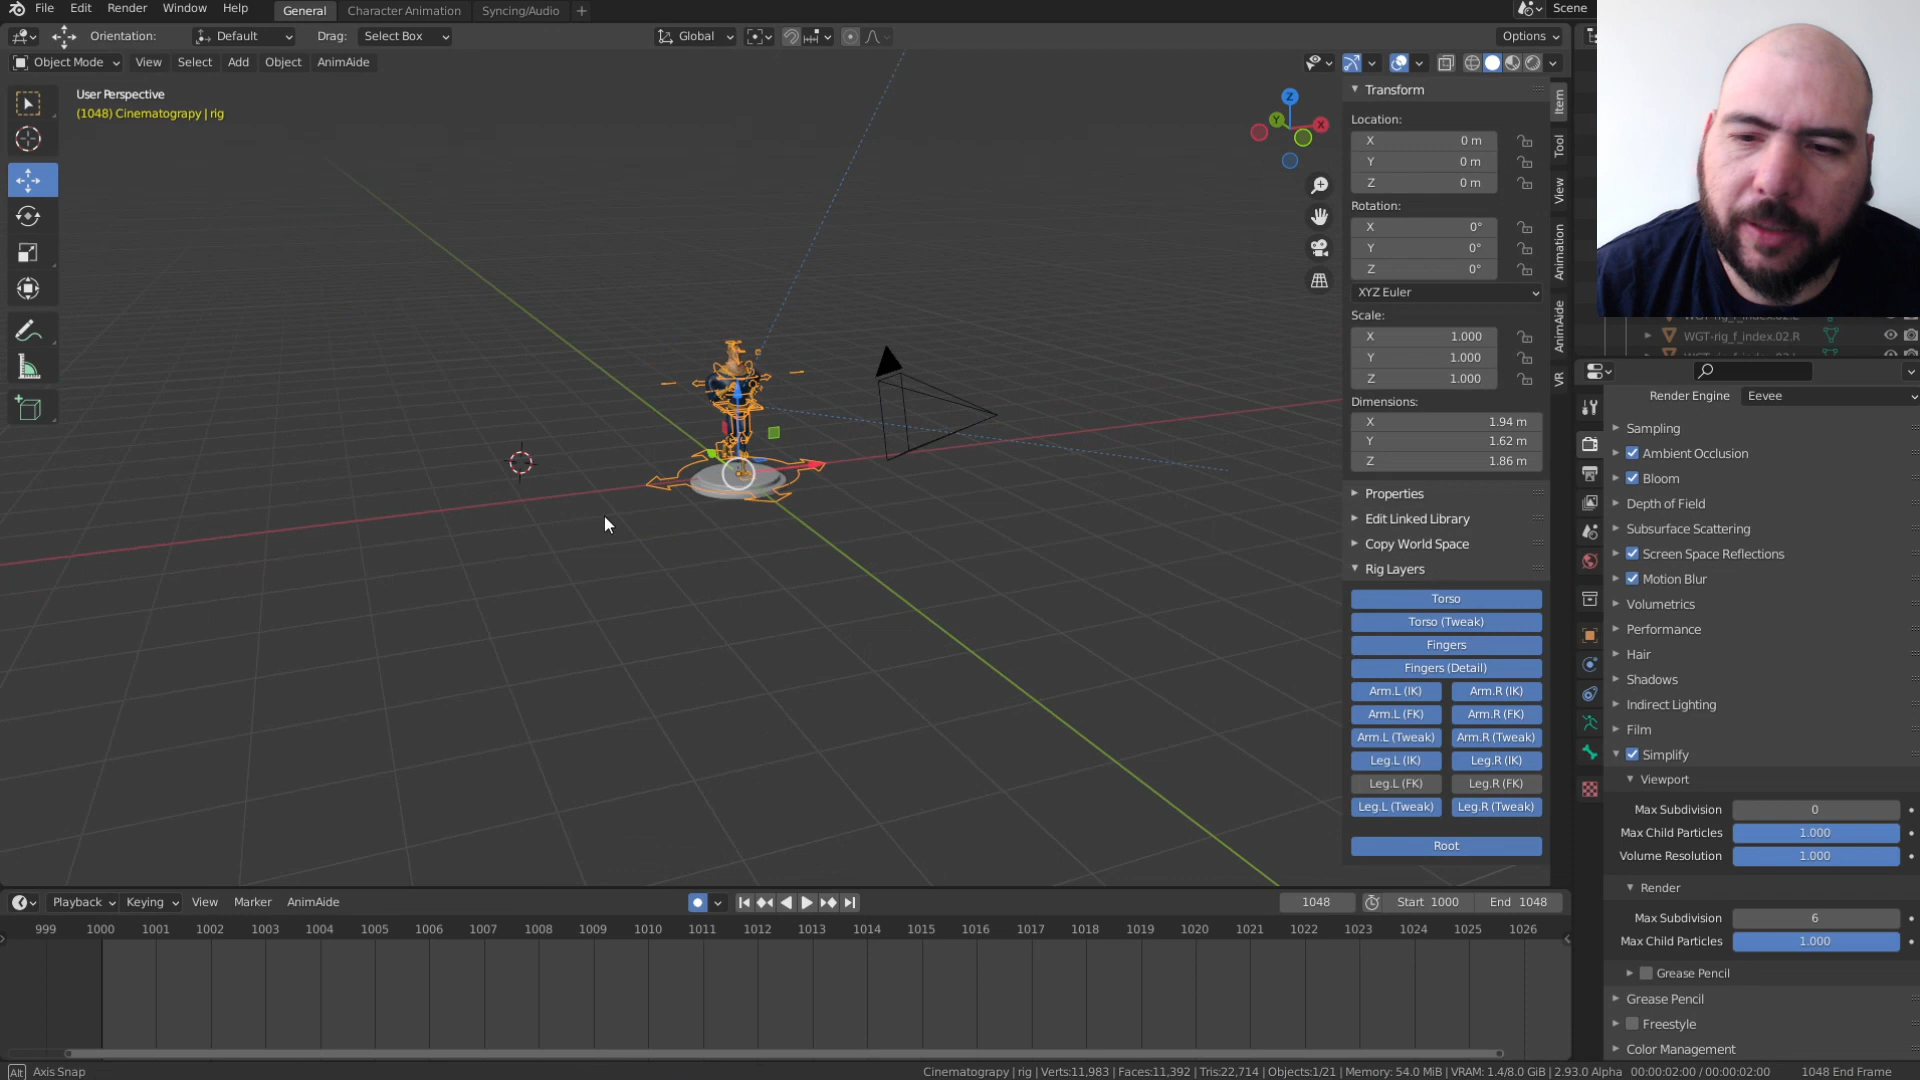 File Edit Render Window Help General Character Animation Syncing/Audio + Scene
Orientation: Default Drag: Select Box Global Options
Object Mode View Select Add Object AnimAide
User Perspective
(1048) Cinematograpy | rig
Z
Y
X
Transform
Location:
X 0 m
Y 0 m
Z 0 m
Rotation:
X 0°
Y 0°
Z 0°
XYZ Euler
Scale:
X 1.000
Y 1.000
Z 1.000
Dimensions:
X 1.94 m
Y 1.62 m
Z 1.86 m
Properties
Edit Linked Library
Copy World Space
Rig Layers
Torso
Torso (Tweak)
Fingers
Fingers (Detail)
Arm.L (IK) Arm.R (IK)
Arm.L (FK) Arm.R (FK)
Arm.L (Tweak) Arm.R (Tweak)
Leg.L (IK) Leg.R (IK)
Leg.L (FK) Leg.R (FK)
Leg.L (Tweak) Leg.R (Tweak)
Root
Item
Tool
View
Animation
AnimAide
VR
WGT-rig_f_index.02.R
Render Engine Eevee
Sampling
Ambient Occlusion
Bloom
Depth of Field
Subsurface Scattering
Screen Space Reflections
Motion Blur
Volumetrics
Performance
Hair
Shadows
Indirect Lighting
Film
Simplify
Viewport
Max Subdivision 0
Max Child Particles 1.000
Volume Resolution 1.000
Render
Max Subdivision 6
Max Child Particles 1.000
Grease Pencil
Grease Pencil
Freestyle
Color Management
Playback Keying View Marker AnimAide 1048 Start 1000 End 1048
999 1000 1001 1002 1003 1004 1005 1006 1007 1008 1009 1010 1011 1012 1013 1014 1015 1016 1017 1018 1019 1020 1021 1022 1023 1024 1025 1026
Alt Axis Snap Cinematograpy | rig | Verts:11,983 | Faces:11,392 | Tris:22,714 | Objects:1/21 | Memory: 54.0 MiB | VRAM: 1.4/8.0 GiB | 2.93.0 Alpha 00:00:02:00 / 00:00:02:00 1048 End Frame